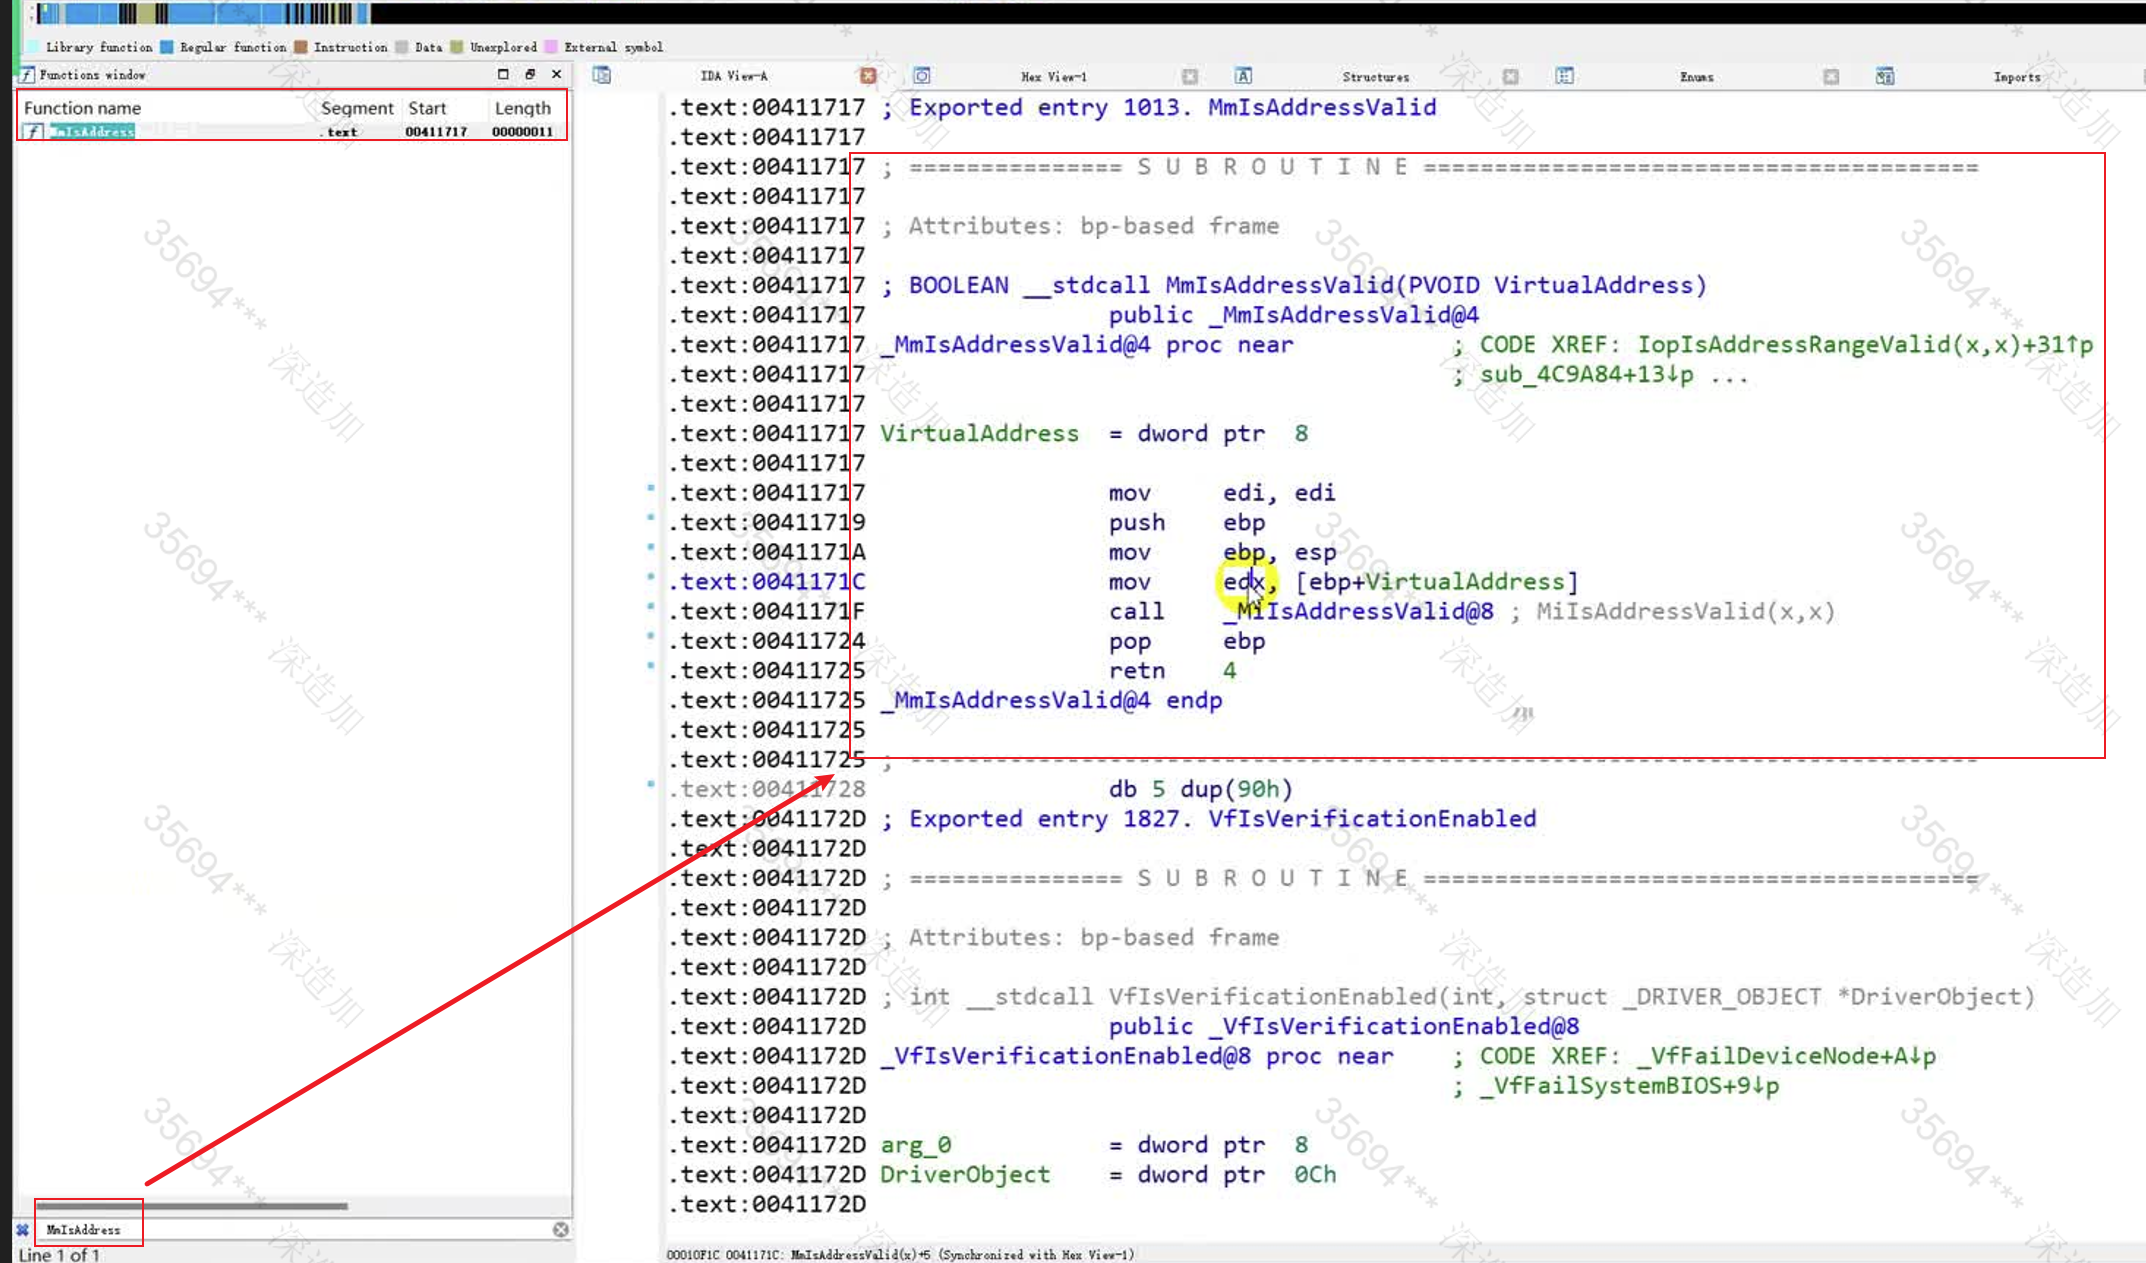 Library function Regular function Instruction Data Unexplored External symbol
Functions window
IDA View-A Hex View-1 Structures Enums Imports
Function name Segment Start Length
MmIsAddress .text 00411717 00000011
.text:00411717 ; Exported entry 1013. MmIsAddressValid
.text:00411717
.text:00411717 ; =============== S U B R O U T I N E =======================================
.text:00411717
.text:00411717 ; Attributes: bp-based frame
.text:00411717
.text:00411717 ; BOOLEAN __stdcall MmIsAddressValid(PVOID VirtualAddress)
.text:00411717 public _MmIsAddressValid@4
.text:00411717 _MmIsAddressValid@4 proc near ; CODE XREF: IopIsAddressRangeValid(x,x)+31↑p
.text:00411717 ; sub_4C9A84+13↓p ...
.text:00411717
.text:00411717 VirtualAddress = dword ptr 8
.text:00411717
.text:00411717 mov edi, edi
.text:00411719 push ebp
.text:0041171A mov ebp, esp
.text:0041171C mov edx, [ebp+VirtualAddress]
.text:0041171F call _MiIsAddressValid@8 ; MiIsAddressValid(x,x)
.text:00411724 pop ebp
.text:00411725 retn 4
.text:00411725 _MmIsAddressValid@4 endp
.text:00411725
.text:00411725 ; ---------------------------------------------------------------------------
.text:00411728 db 5 dup(90h)
.text:0041172D ; Exported entry 1827. VfIsVerificationEnabled
.text:0041172D
.text:0041172D ; =============== S U B R O U T I N E =======================================
.text:0041172D
.text:0041172D ; Attributes: bp-based frame
.text:0041172D
.text:0041172D ; int __stdcall VfIsVerificationEnabled(int, struct _DRIVER_OBJECT *DriverObject)
.text:0041172D public _VfIsVerificationEnabled@8
.text:0041172D _VfIsVerificationEnabled@8 proc near ; CODE XREF: _VfFailDeviceNode+A↓p
.text:0041172D ; _VfFailSystemBIOS+9↓p
.text:0041172D
.text:0041172D arg_0 = dword ptr 8
.text:0041172D DriverObject = dword ptr 0Ch
.text:0041172D
MmIsAddress
Line 1 of 1
00010F1C 0041171C: MmIsAddressValid(x)+5 (Synchronized with Hex View-1)
35694***
深造加